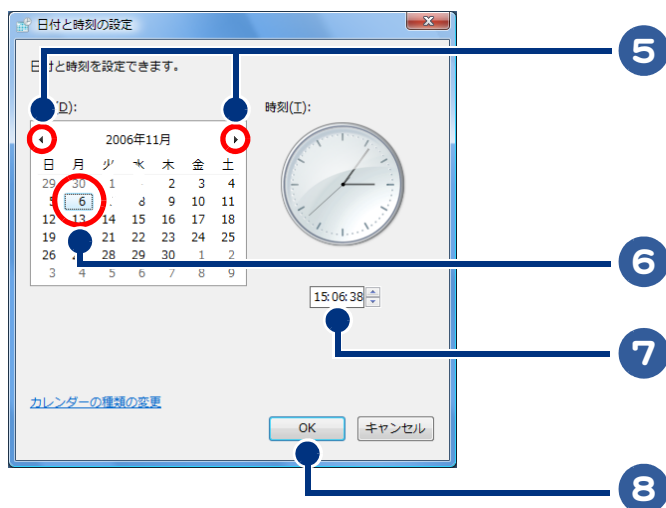 日付と時刻の設定
日付と時刻を設定できます。
5
(D):
時刻(T):
2006年11月
日 月 木 金 土
29 30 2 3 4
6 8 9 10 11
12 13 14 15 16 17 18
19 21 22 23 24 25
26 28 29 30 1 2
3 4 5 6 7 8 9
6
15:06:38
7
カレンダーの種類の変更
OK
キャンセル
8